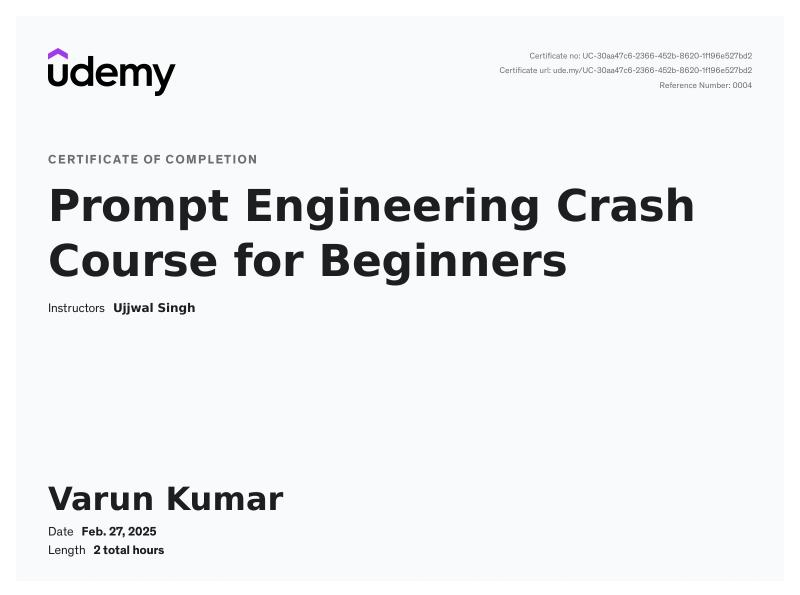 udemy
Certificate no: UC-30aa47c6-2366-452b-8620-1f196e527bd2
Certificate url: ude.my/UC-30aa47c6-2366-452b-8620-1f196e527bd2
Reference Number: 0004
CERTIFICATE OF COMPLETION
Prompt Engineering Crash
Course for Beginners
Instructors Ujjwal Singh
Varun Kumar
Date Feb. 27, 2025
Length 2 total hours